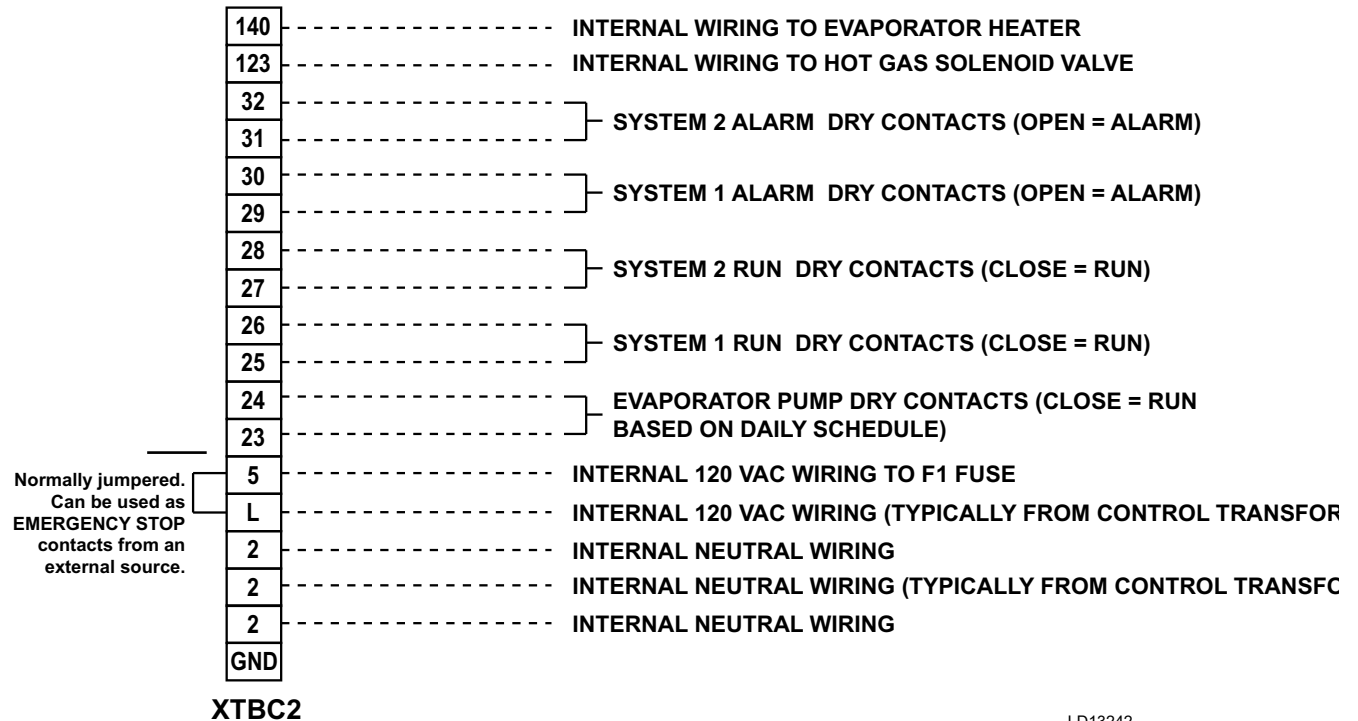 140 INTERNAL WIRING TO EVAPORATOR HEATER
123 INTERNAL WIRING TO HOT GAS SOLENOID VALVE
32
SYSTEM 2 ALARM DRY CONTACTS (OPEN = ALARM)
31
30
SYSTEM 1 ALARM DRY CONTACTS (OPEN = ALARM)
29
28
SYSTEM 2 RUN DRY CONTACTS (CLOSE = RUN)
27
26
SYSTEM 1 RUN DRY CONTACTS (CLOSE = RUN)
25
24 EVAPORATOR PUMP DRY CONTACTS (CLOSE = RUN
23 BASED ON DAILY SCHEDULE)
Normally jumpered.
Can be used as
EMERGENCY STOP
contacts from an
external source.
5 INTERNAL 120 VAC WIRING TO F1 FUSE
L INTERNAL 120 VAC WIRING (TYPICALLY FROM CONTROL TRANSFOR
2 INTERNAL NEUTRAL WIRING
2 INTERNAL NEUTRAL WIRING (TYPICALLY FROM CONTROL TRANSFO
2 INTERNAL NEUTRAL WIRING
GND
XTBC2
LD13242